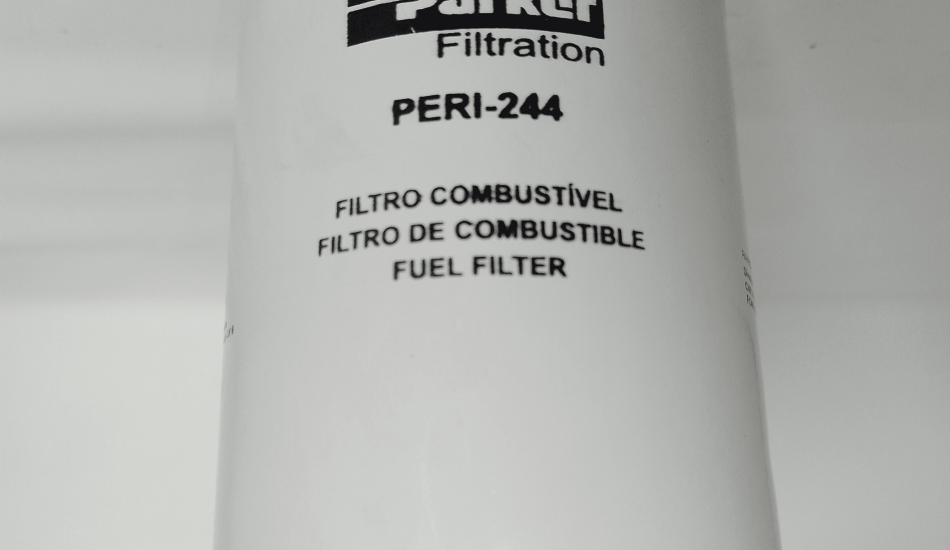 Parker
Filtration
PERI-244
FILTRO COMBUSTÍVEL
FILTRO DE COMBUSTIBLE
FUEL FILTER